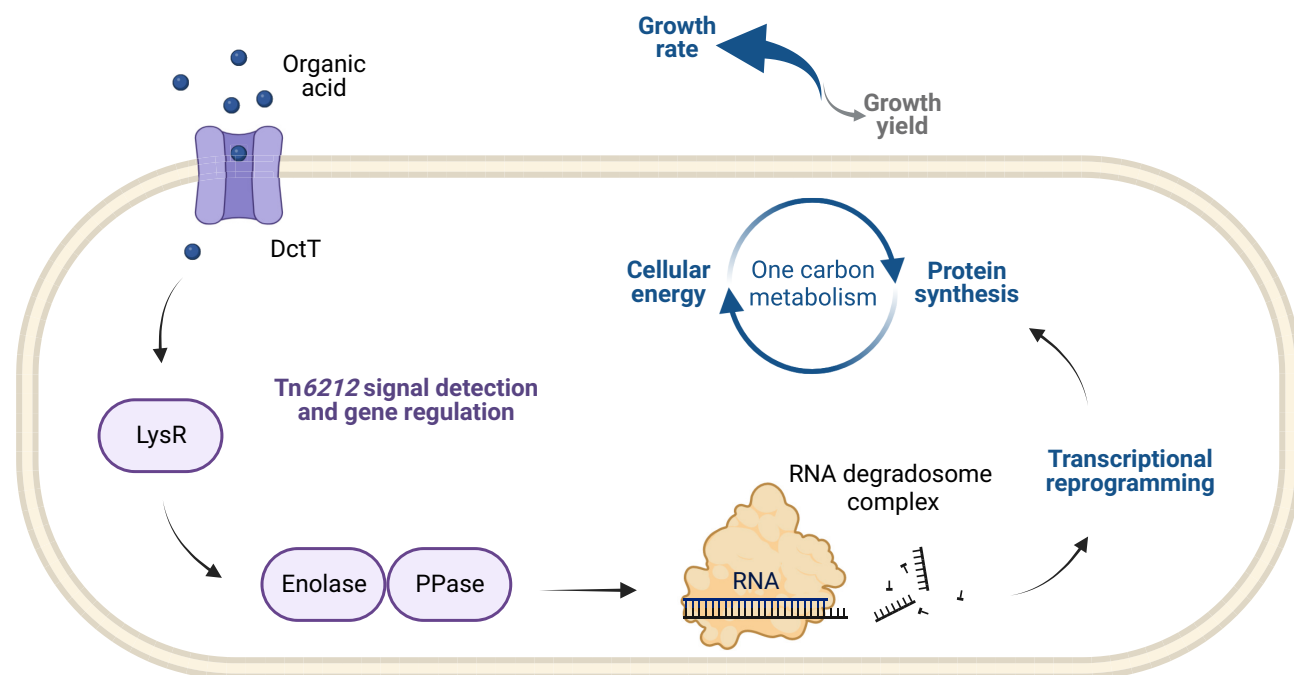 Growth
rate
Organic
acid
Growth
yield
DctT
Cellular
energy
One carbon
metabolism
Protein
synthesis
Tn6212 signal detection
and gene regulation
LysR
RNA degradosome
complex
Transcriptional
reprogramming
Enolase
PPase
RNA